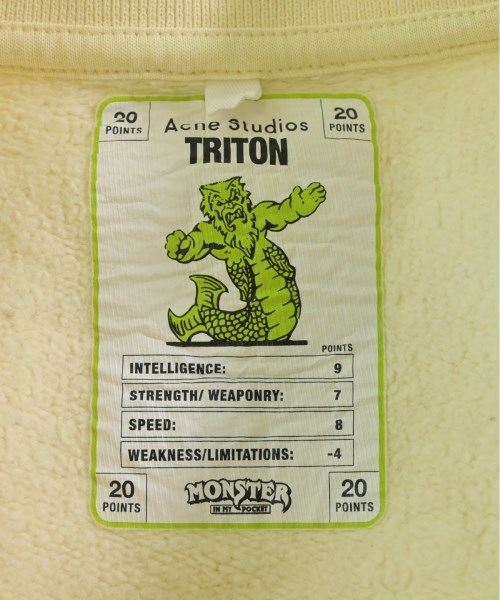 20 POINTS
20 POINTS
Acne Studios
TRITON
POINTS
INTELLIGENCE: 9
STRENGTH/ WEAPONRY: 7
SPEED: 8
WEAKNESS/LIMITATIONS: -4
20 POINTS
MONSTER
IN MY POCKET
20 POINTS